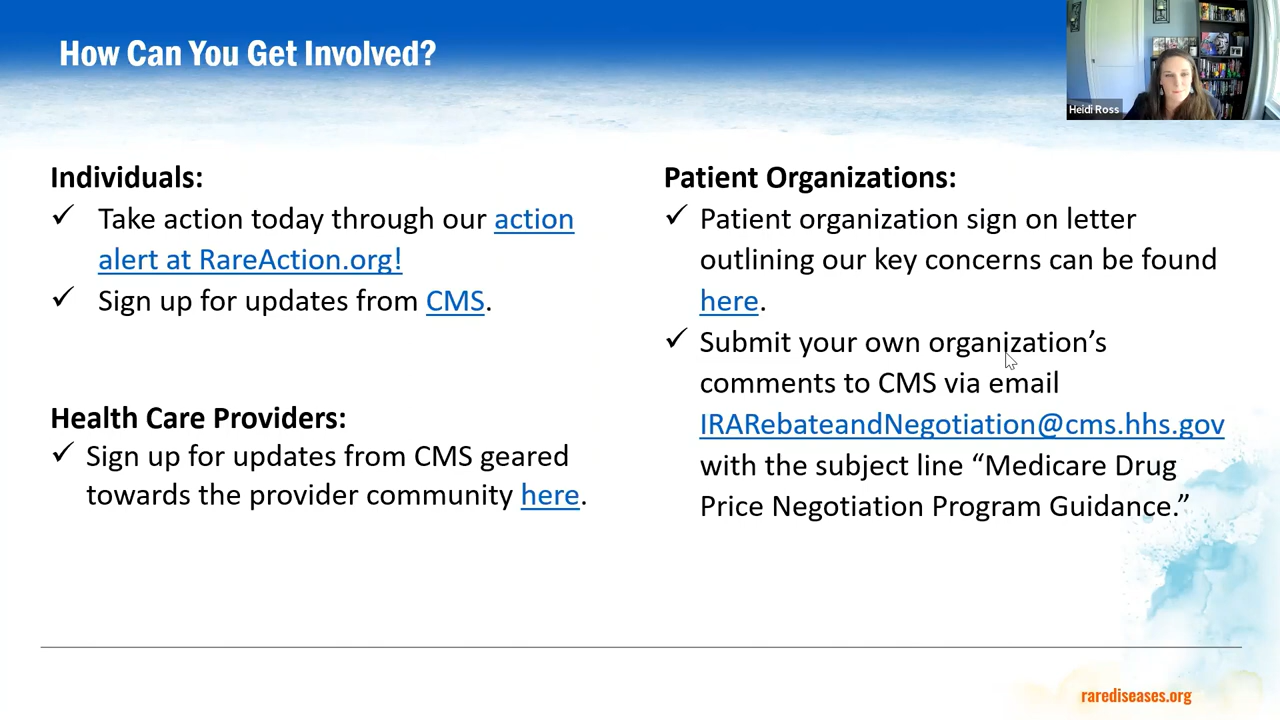 How Can You Get Involved?
Heidi Ross
Individuals:
✓ Take action today through our action
alert at RareAction.org!
✓ Sign up for updates from CMS.
Health Care Providers:
✓ Sign up for updates from CMS geared
towards the provider community here.
Patient Organizations:
✓ Patient organization sign on letter
outlining our key concerns can be found
here.
✓ Submit your own organization’s
comments to CMS via email
IRARebateandNegotiation@cms.hhs.gov
with the subject line “Medicare Drug
Price Negotiation Program Guidance.”
rarediseases.org